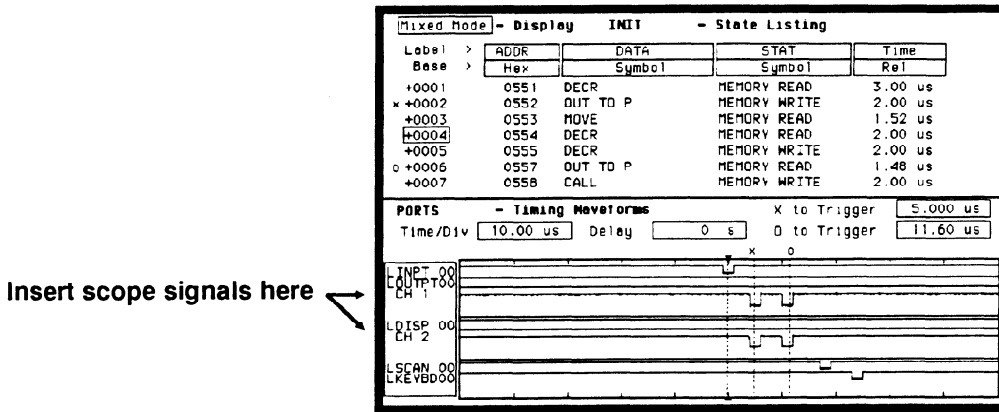 Mixed Mode - Display INIT - State Listing
Label > ADDR DATA STAT Time
Base > Hex Symbol Symbol Rel
+0001 0551 DECR MEMORY READ 3.00 us
x +0002 0552 OUT TO P MEMORY WRITE 2.00 us
+0003 0553 MOVE MEMORY READ 1.52 us
+0004 0554 DECR MEMORY READ 2.00 us
+0005 0555 DECR MEMORY WRITE 2.00 us
o +0006 0557 OUT TO P MEMORY READ 1.48 us
+0007 0558 CALL MEMORY WRITE 2.00 us
PORTS - Timing Waveforms X to Trigger 5.000 us
Time/Div 10.00 us Delay 0 s O to Trigger 11.60 us
x o
LINPT 00
LOUTPT00
CH 1
Insert scope signals here
LDISP 00
CH 2
LSCAN 00
LKEYBD00